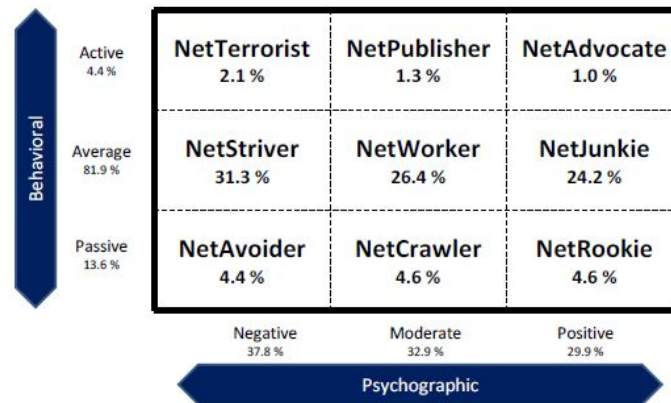 Active
4.4 %
NetTerrorist
2.1 %
NetPublisher
1.3 %
NetAdvocate
1.0 %
Behavioral
Average
81.9 %
NetStriver
31.3 %
NetWorker
26.4 %
NetJunkie
24.2 %
Passive
13.6 %
NetAvoider
4.4 %
NetCrawler
4.6 %
NetRookie
4.6 %
Negative
37.8 %
Moderate
32.9 %
Positive
29.9 %
Psychographic